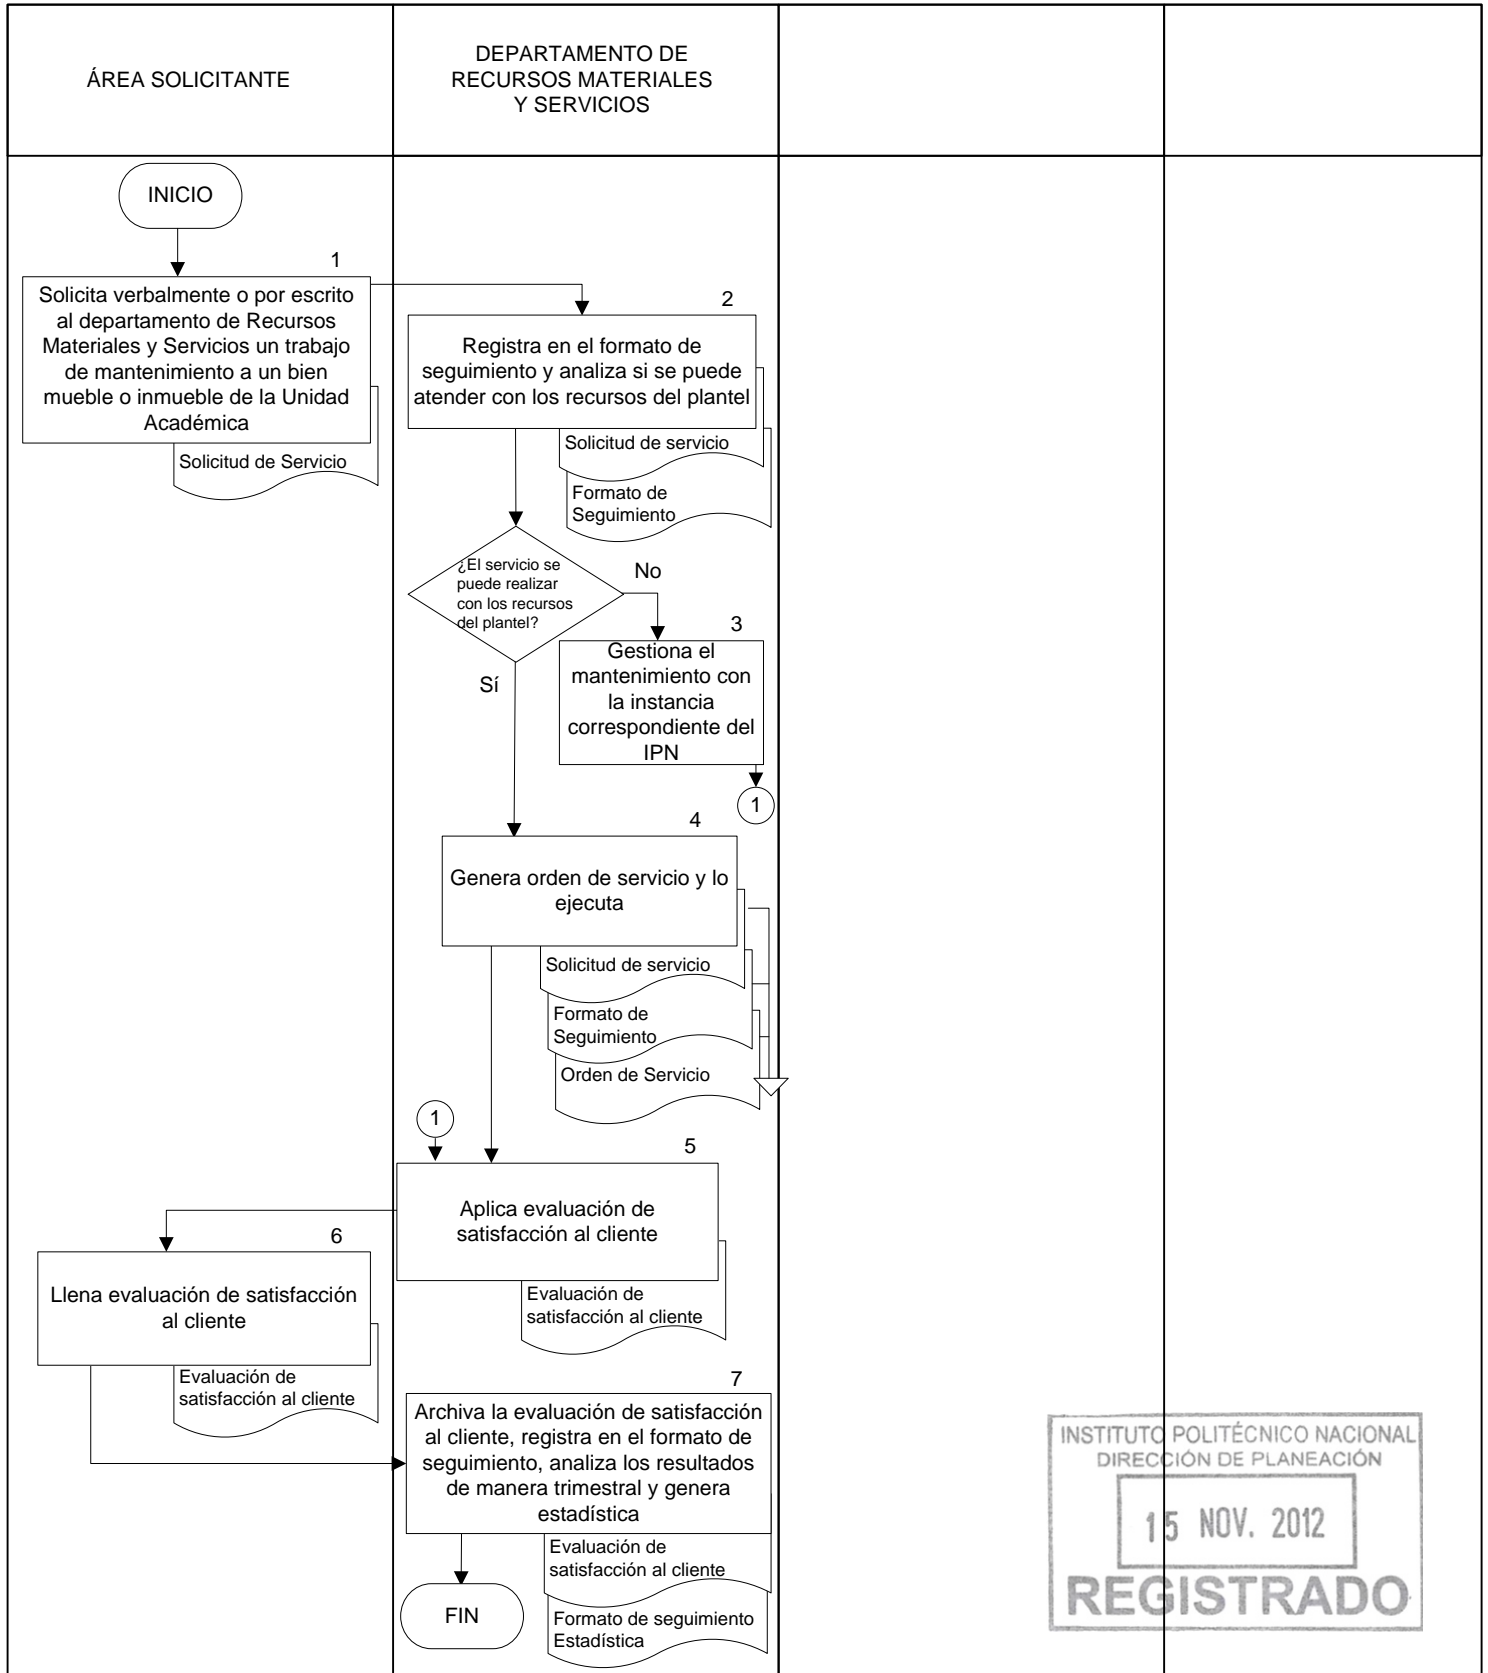 ÁREA SOLICITANTE
DEPARTAMENTO DE
RECURSOS MATERIALES
Y SERVICIOS
INICIO
1
Solicita verbalmente o por escrito
al departamento de Recursos
Materiales y Servicios un trabajo
de mantenimiento a un bien
mueble o inmueble de la Unidad
Académica
Solicitud de Servicio
2
Registra en el formato de
seguimiento y analiza si se puede
atender con los recursos del plantel
Solicitud de servicio
Formato de
Seguimiento
¿El servicio se
puede realizar
con los recursos
del plantel?
No
Sí
3
Gestiona el
mantenimiento con
la instancia
correspondiente del
IPN
1
4
Genera orden de servicio y lo
ejecuta
Solicitud de servicio
Formato de
Seguimiento
Orden de Servicio
1
5
Aplica evaluación de
satisfacción al cliente
Evaluación de
satisfacción al cliente
6
Llena evaluación de satisfacción
al cliente
Evaluación de
satisfacción al cliente
7
Archiva la evaluación de satisfacción
al cliente, registra en el formato de
seguimiento, analiza los resultados
de manera trimestral y genera
estadística
Evaluación de
satisfacción al cliente
Formato de seguimiento
Estadística
FIN
INSTITUTO POLITÉCNICO NACIONAL
DIRECCIÓN DE PLANEACIÓN
15 NOV. 2012
REGISTRADO